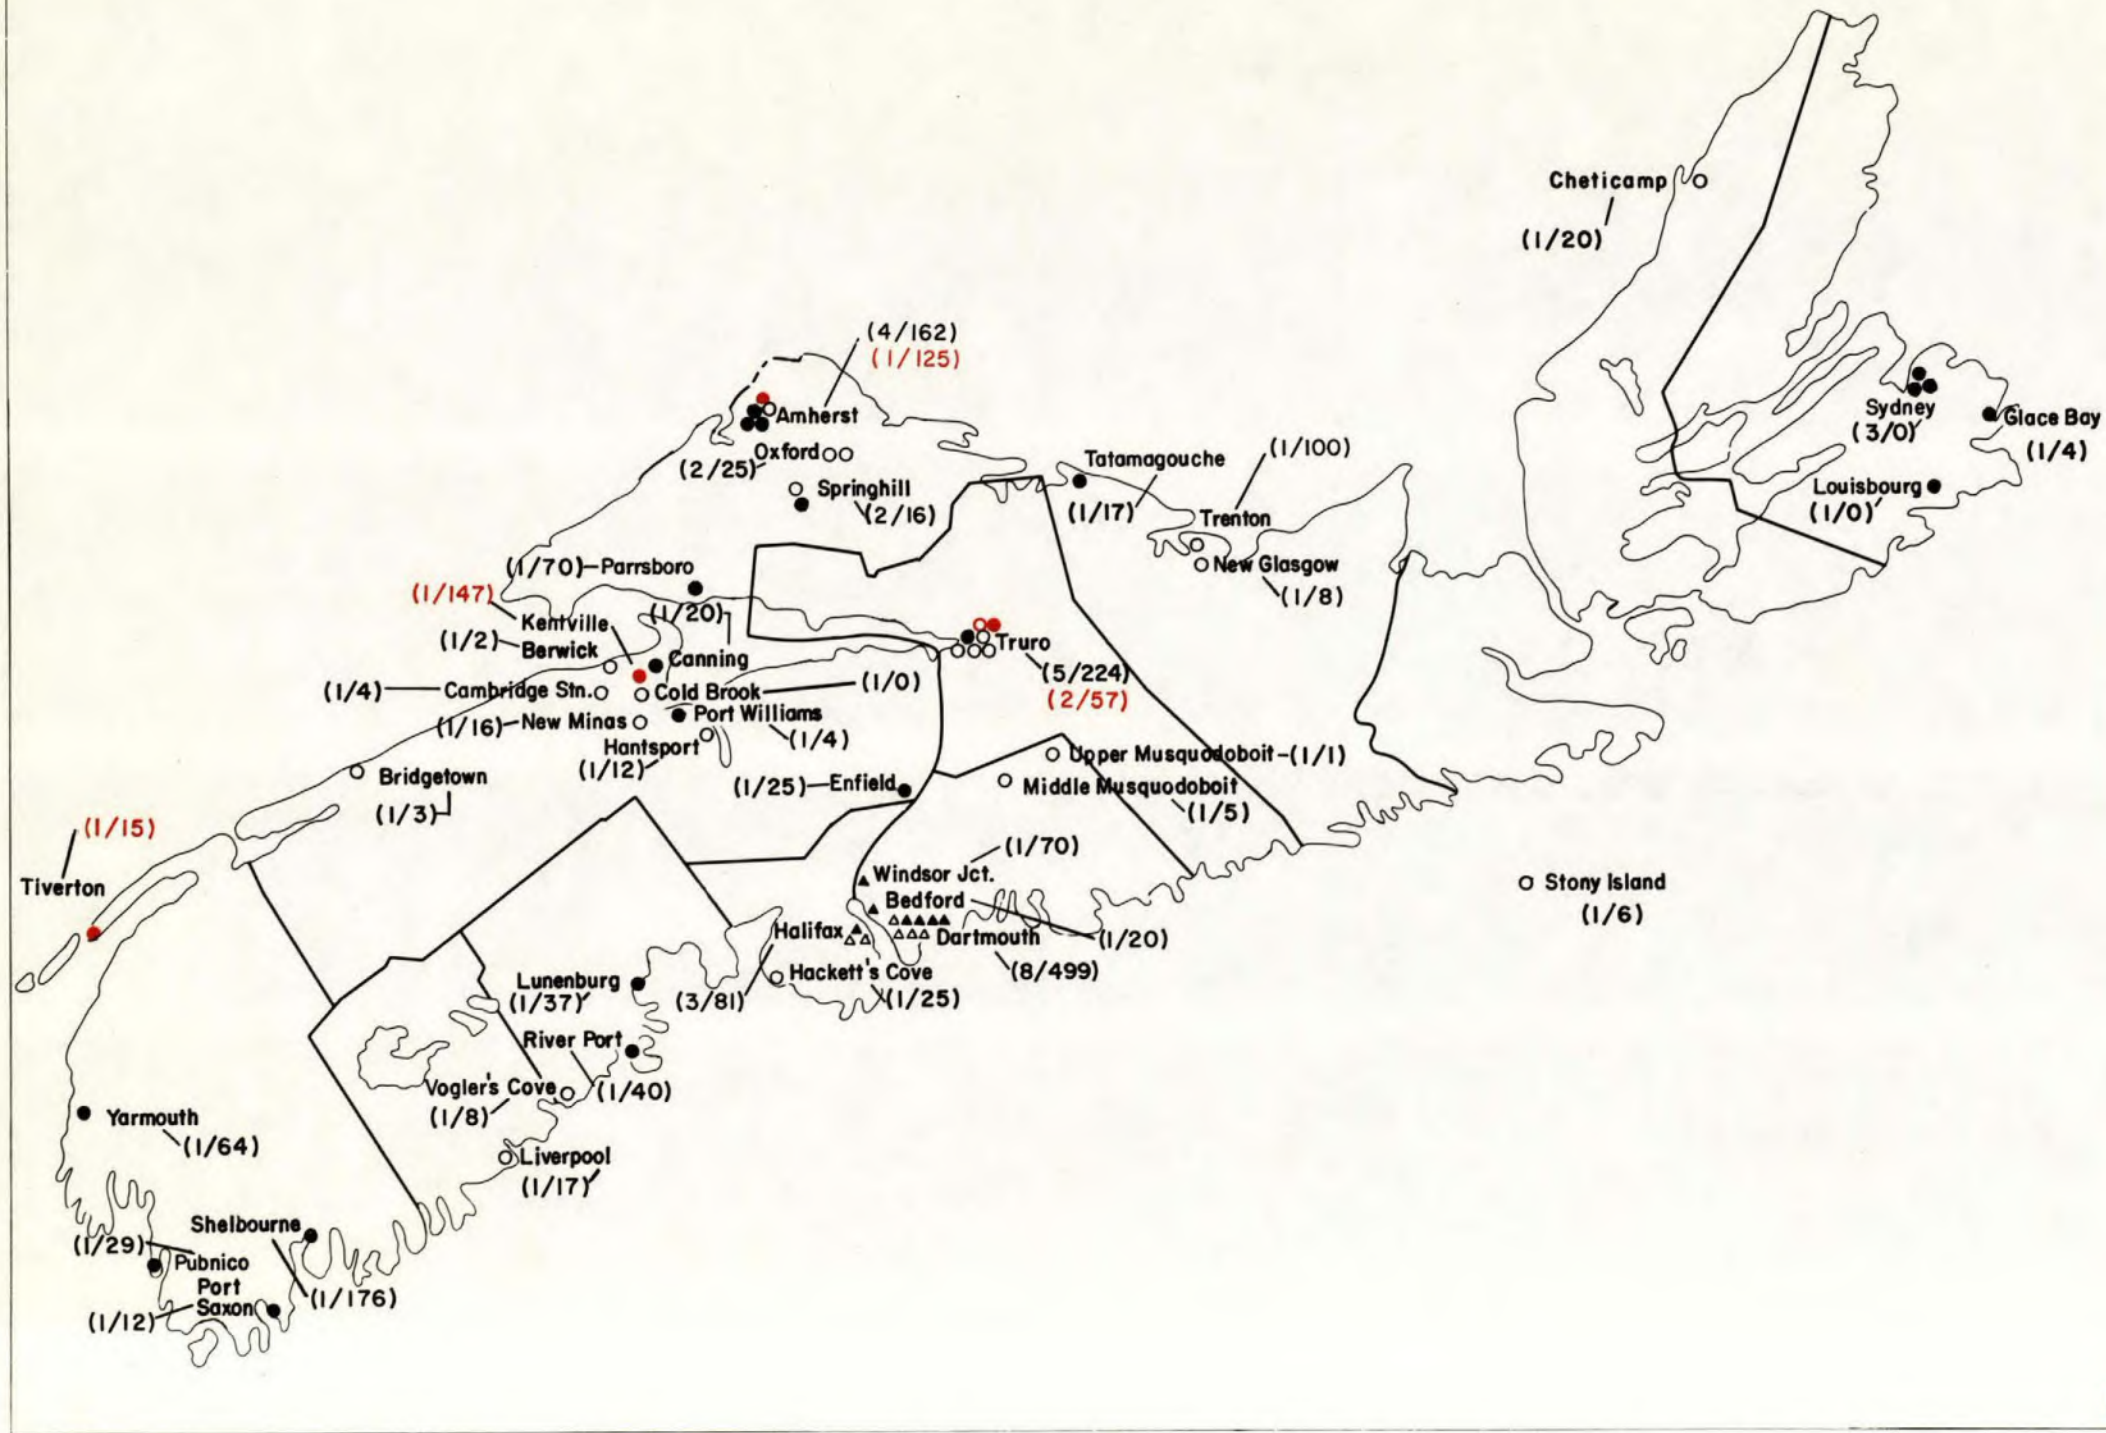 Cheticamp
(1/20)
(4/162)
(1/125)
Amherst
Oxford
(2/25)
Springhill
(2/16)
Sydney
(3/0)
Glace Bay
(1/4)
Louisbourg
(1/0)
Tatamagouche
(1/17)
(1/100)
Trenton
New Glasgow
(1/8)
(1/70)
Parrsboro
(1/147)
Kentville
(1/20)
Canning
(1/2)
Berwick
(1/4)
Cambridge Stn.
Cold Brook
(1/0)
(1/16)
New Minas
Port Williams
(1/4)
Hantsport
(1/12)
Truro
(5/224)
(2/57)
Upper Musquodoboit-(1/1)
Middle Musquodoboit
(1/5)
(1/25)
Enfield
Bridgetown
(1/3)
(1/15)
Tiverton
Windsor Jct.
(1/70)
Bedford
(1/20)
Halifax
(3/81)
Dartmouth
(8/499)
Hackett's Cove
(1/25)
Stony Island
(1/6)
Lunenburg
(1/37)
River Port
(1/40)
Vogler's Cove
(1/8)
Liverpool
(1/17)
Yarmouth
(1/64)
Shelbourne
(1/176)
(1/29)
Pubnico
Port
Saxon
(1/12)